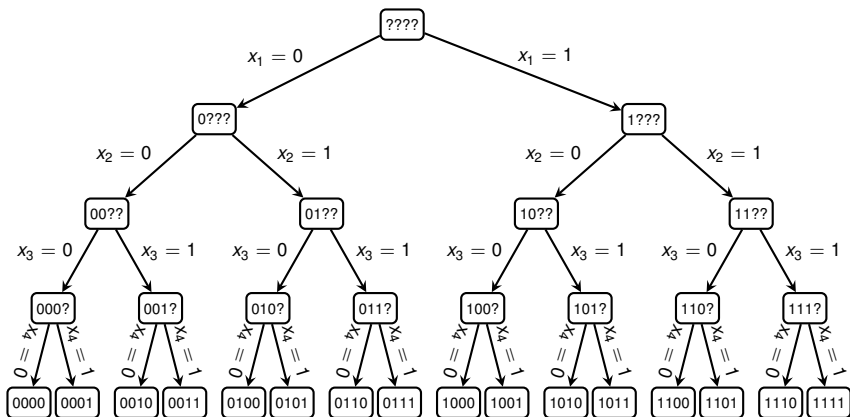 ????
x₁ = 0 x₁ = 1
0??? 1???
x₂ = 0 x₂ = 1 x₂ = 0 x₂ = 1
00?? 01?? 10?? 11??
x₃ = 0 x₃ = 1 x₃ = 0 x₃ = 1 x₃ = 0 x₃ = 1 x₃ = 0 x₃ = 1
000? 001? 010? 011? 100? 101? 110? 111?
x₄ = 0 x₄ = 1 x₄ = 0 x₄ = 1 x₄ = 0 x₄ = 1 x₄ = 0 x₄ = 1 x₄ = 0 x₄ = 1 x₄ = 0 x₄ = 1 x₄ = 0 x₄ = 1 x₄ = 0 x₄ = 1
0000 0001 0010 0011 0100 0101 0110 0111 1000 1001 1010 1011 1100 1101 1110 1111